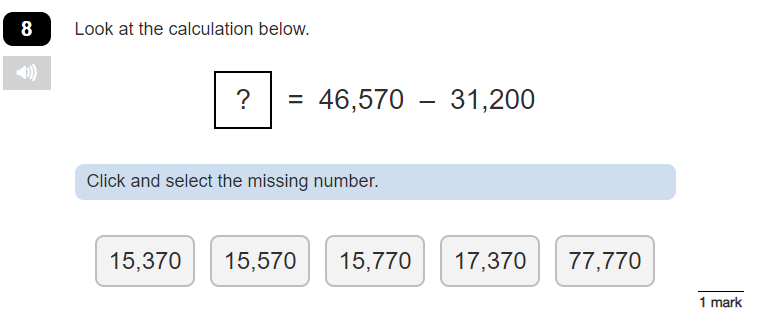 8 Look at the calculation below.
? = 46,570 – 31,200
Click and select the missing number.
15,370 15,570 15,770 17,370 77,770
1 mark